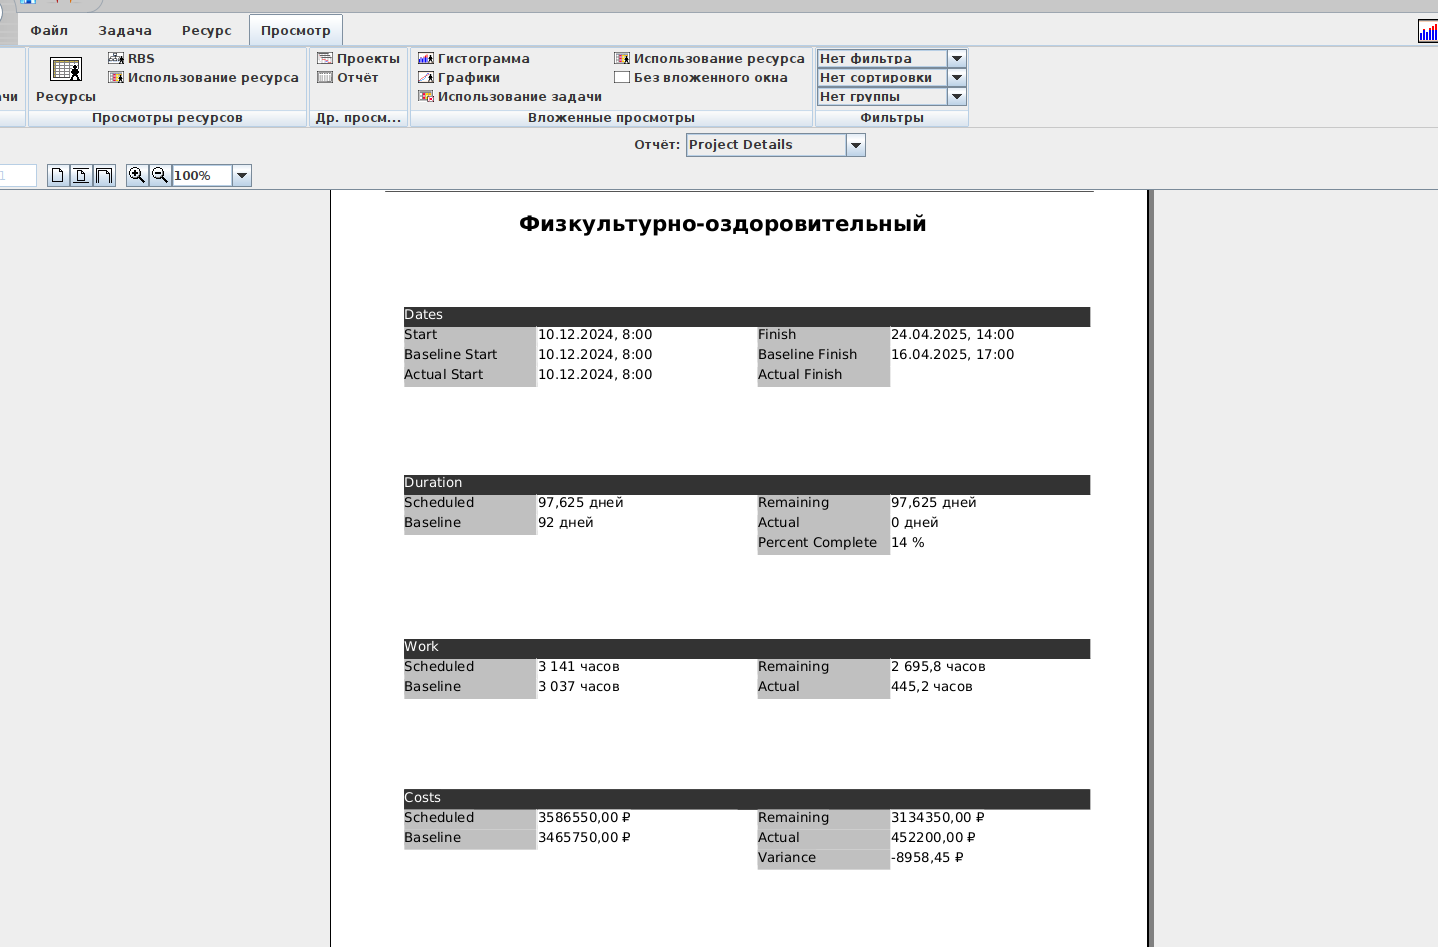 Файл Задача Ресурс Просмотр
RBS Проекты Гистограмма Использование ресурса Нет фильтра
Использование ресурса Отчёт Графики Без вложенного окна Нет сортировки
чи Ресурсы Использование задачи Нет группы
Просмотры ресурсов Др. просм... Вложенные просмотры Фильтры
Отчёт: Project Details
1 100%
Физкультурно-оздоровительный
Dates
Start 10.12.2024, 8:00 Finish 24.04.2025, 14:00
Baseline Start 10.12.2024, 8:00 Baseline Finish 16.04.2025, 17:00
Actual Start 10.12.2024, 8:00 Actual Finish
Duration
Scheduled 97,625 дней Remaining 97,625 дней
Baseline 92 дней Actual 0 дней
Percent Complete 14 %
Work
Scheduled 3 141 часов Remaining 2 695,8 часов
Baseline 3 037 часов Actual 445,2 часов
Costs
Scheduled 3586550,00 ₽ Remaining 3134350,00 ₽
Baseline 3465750,00 ₽ Actual 452200,00 ₽
Variance -8958,45 ₽